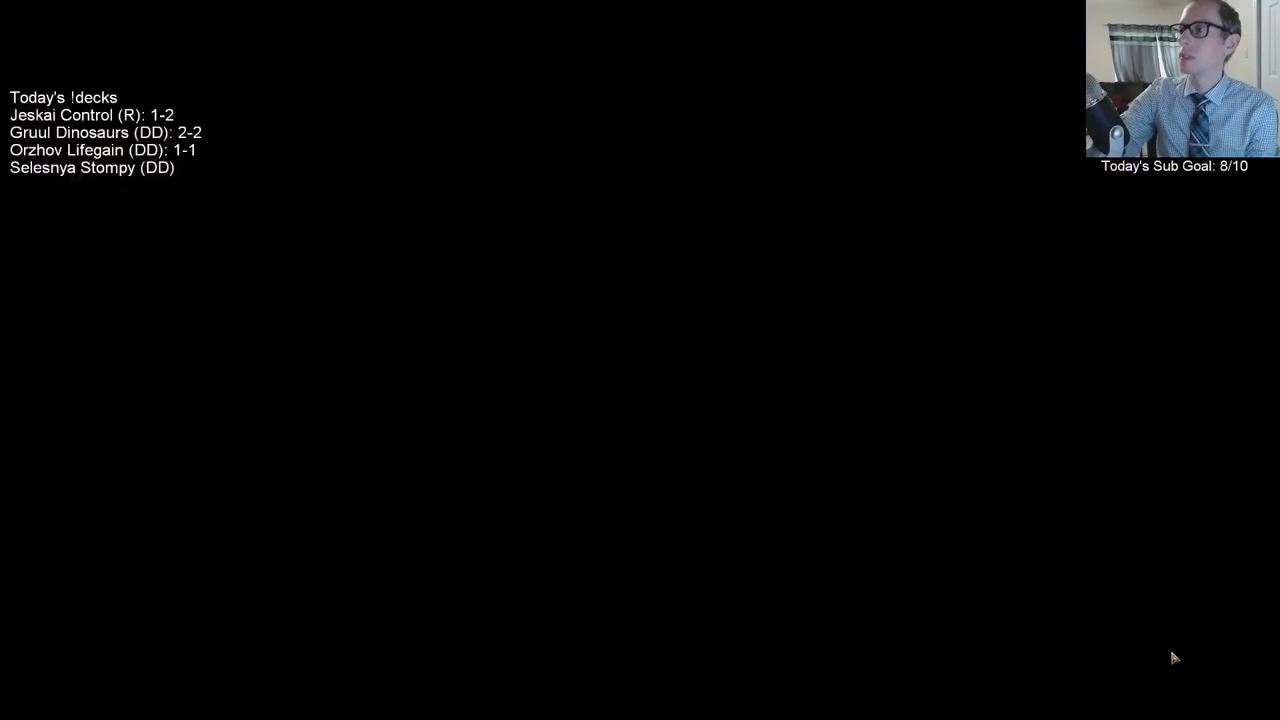 Today's !decks
Jeskai Control (R): 1-2
Gruul Dinosaurs (DD): 2-2
Orzhov Lifegain (DD): 1-1
Selesnya Stompy (DD)
Today's Sub Goal: 8/10